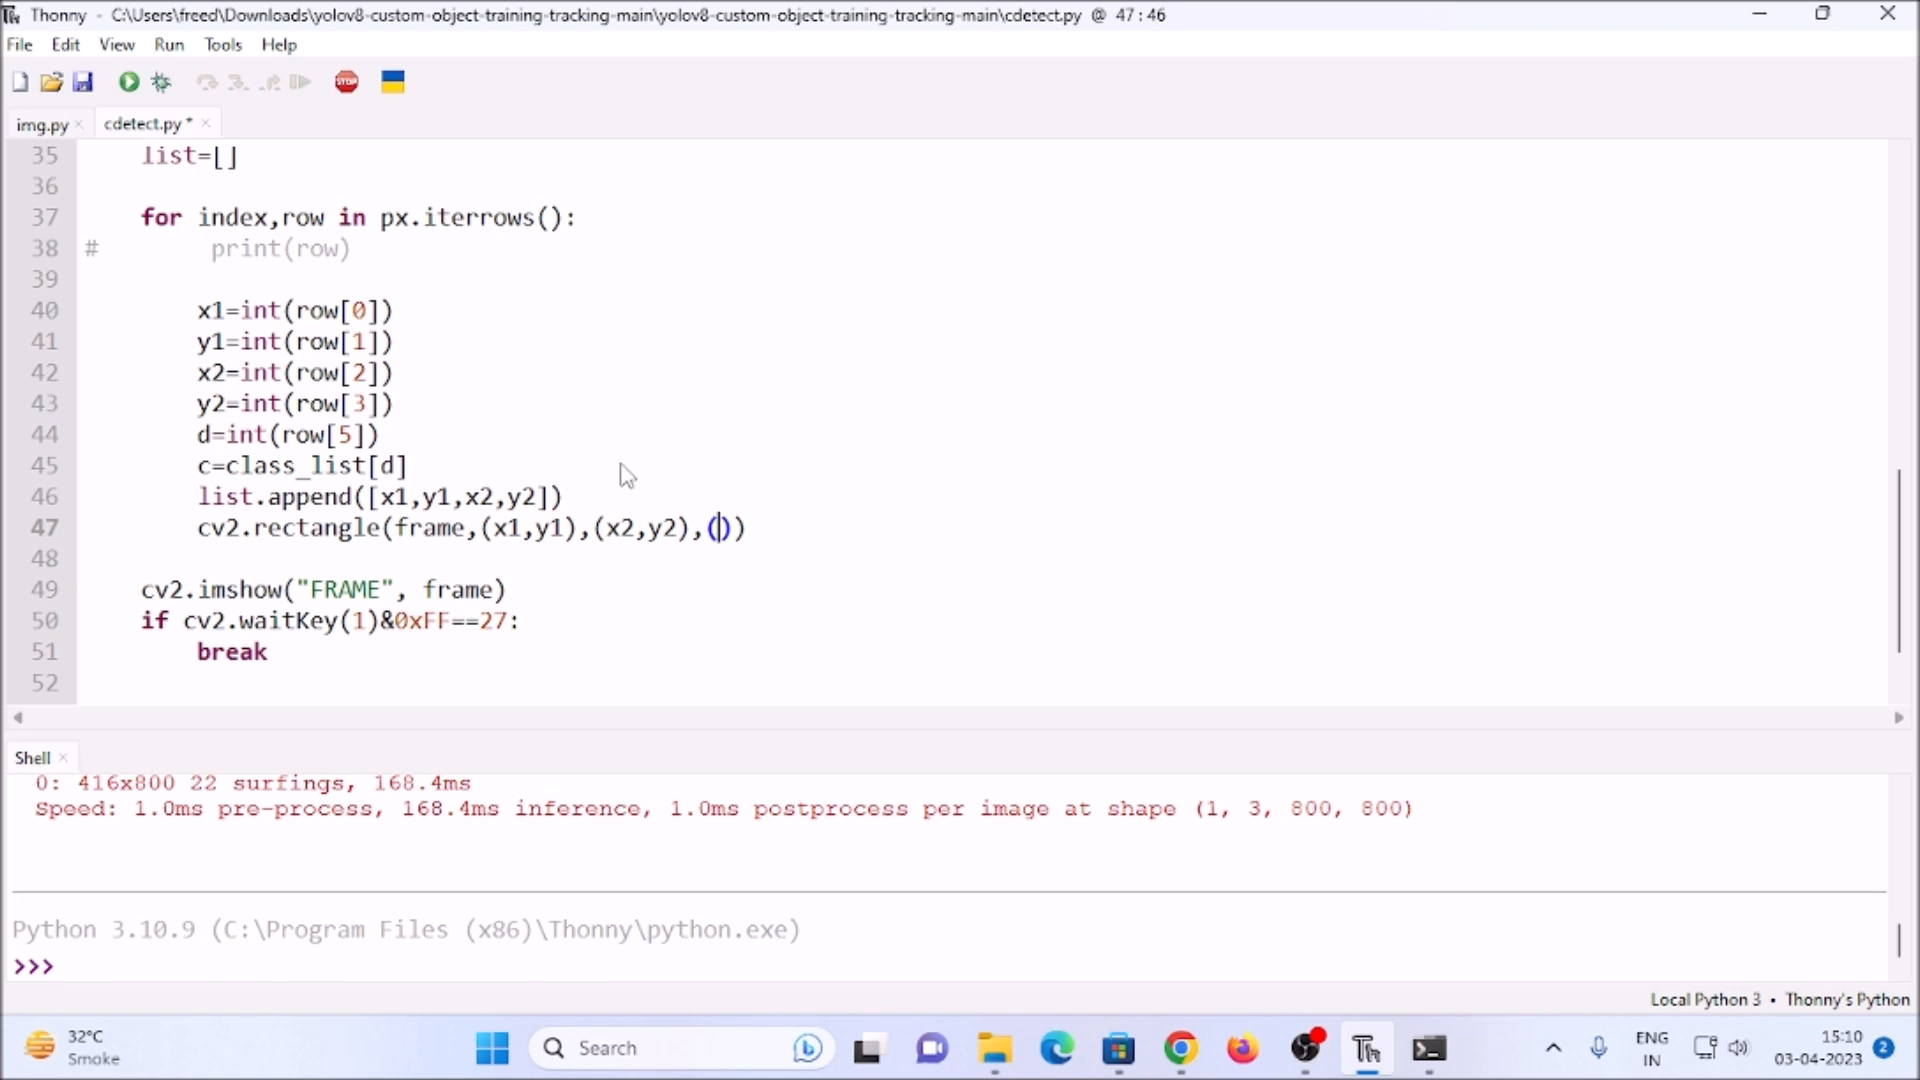 Thonny - C:\Users\freed\Downloads\yolov8-custom-object-training-tracking-main\yolov8-custom-object-training-tracking-main\cdetect.py @ 47:46
File Edit View Run Tools Help
STOP
img.py × cdetect.py * ×
35 list=[]
36
37 for index,row in px.iterrows():
38 # print(row)
39
40 x1=int(row[0])
41 y1=int(row[1])
42 x2=int(row[2])
43 y2=int(row[3])
44 d=int(row[5])
45 c=class_list[d]
46 list.append([x1,y1,x2,y2])
47 cv2.rectangle(frame,(x1,y1),(x2,y2),())
48
49 cv2.imshow("FRAME", frame)
50 if cv2.waitKey(1)&0xFF==27:
51 break
52
Shell ×
0: 416x800 22 surfings, 168.4ms
Speed: 1.0ms pre-process, 168.4ms inference, 1.0ms postprocess per image at shape (1, 3, 800, 800)
Python 3.10.9 (C:\Program Files (x86)\Thonny\python.exe)
>>>
Local Python 3 • Thonny's Python
32°C
Smoke
Search
ENG
IN
15:10
03-04-2023
2